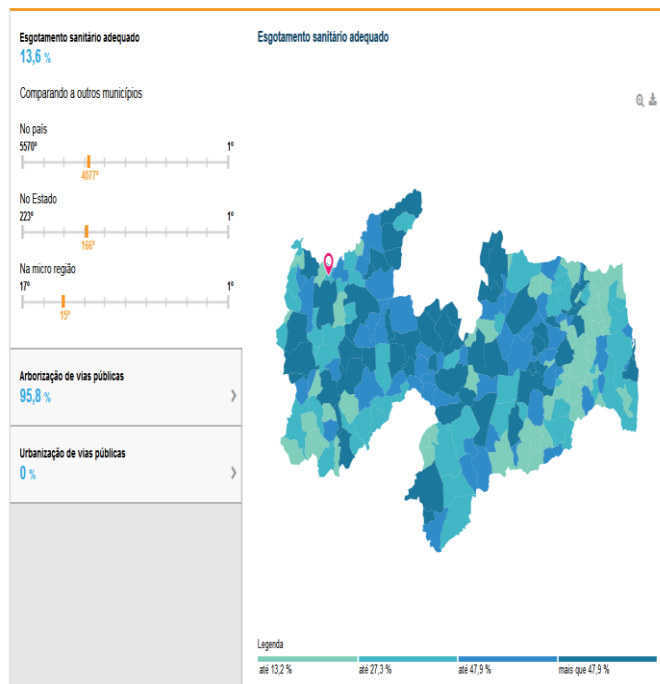 Esgotamento sanitário adequado
13,6 %
Comparando a outros municípios
No país
5570º 1º
4077º
No Estado
223º 1º
166º
Na micro região
17º 1º
15º
Arborização de vias públicas
95,8 %
Urbanização de vias públicas
0 %
Esgotamento sanitário adequado
Legenda
até 13,2 % até 27,3 % até 47,9 % mais que 47,9 %